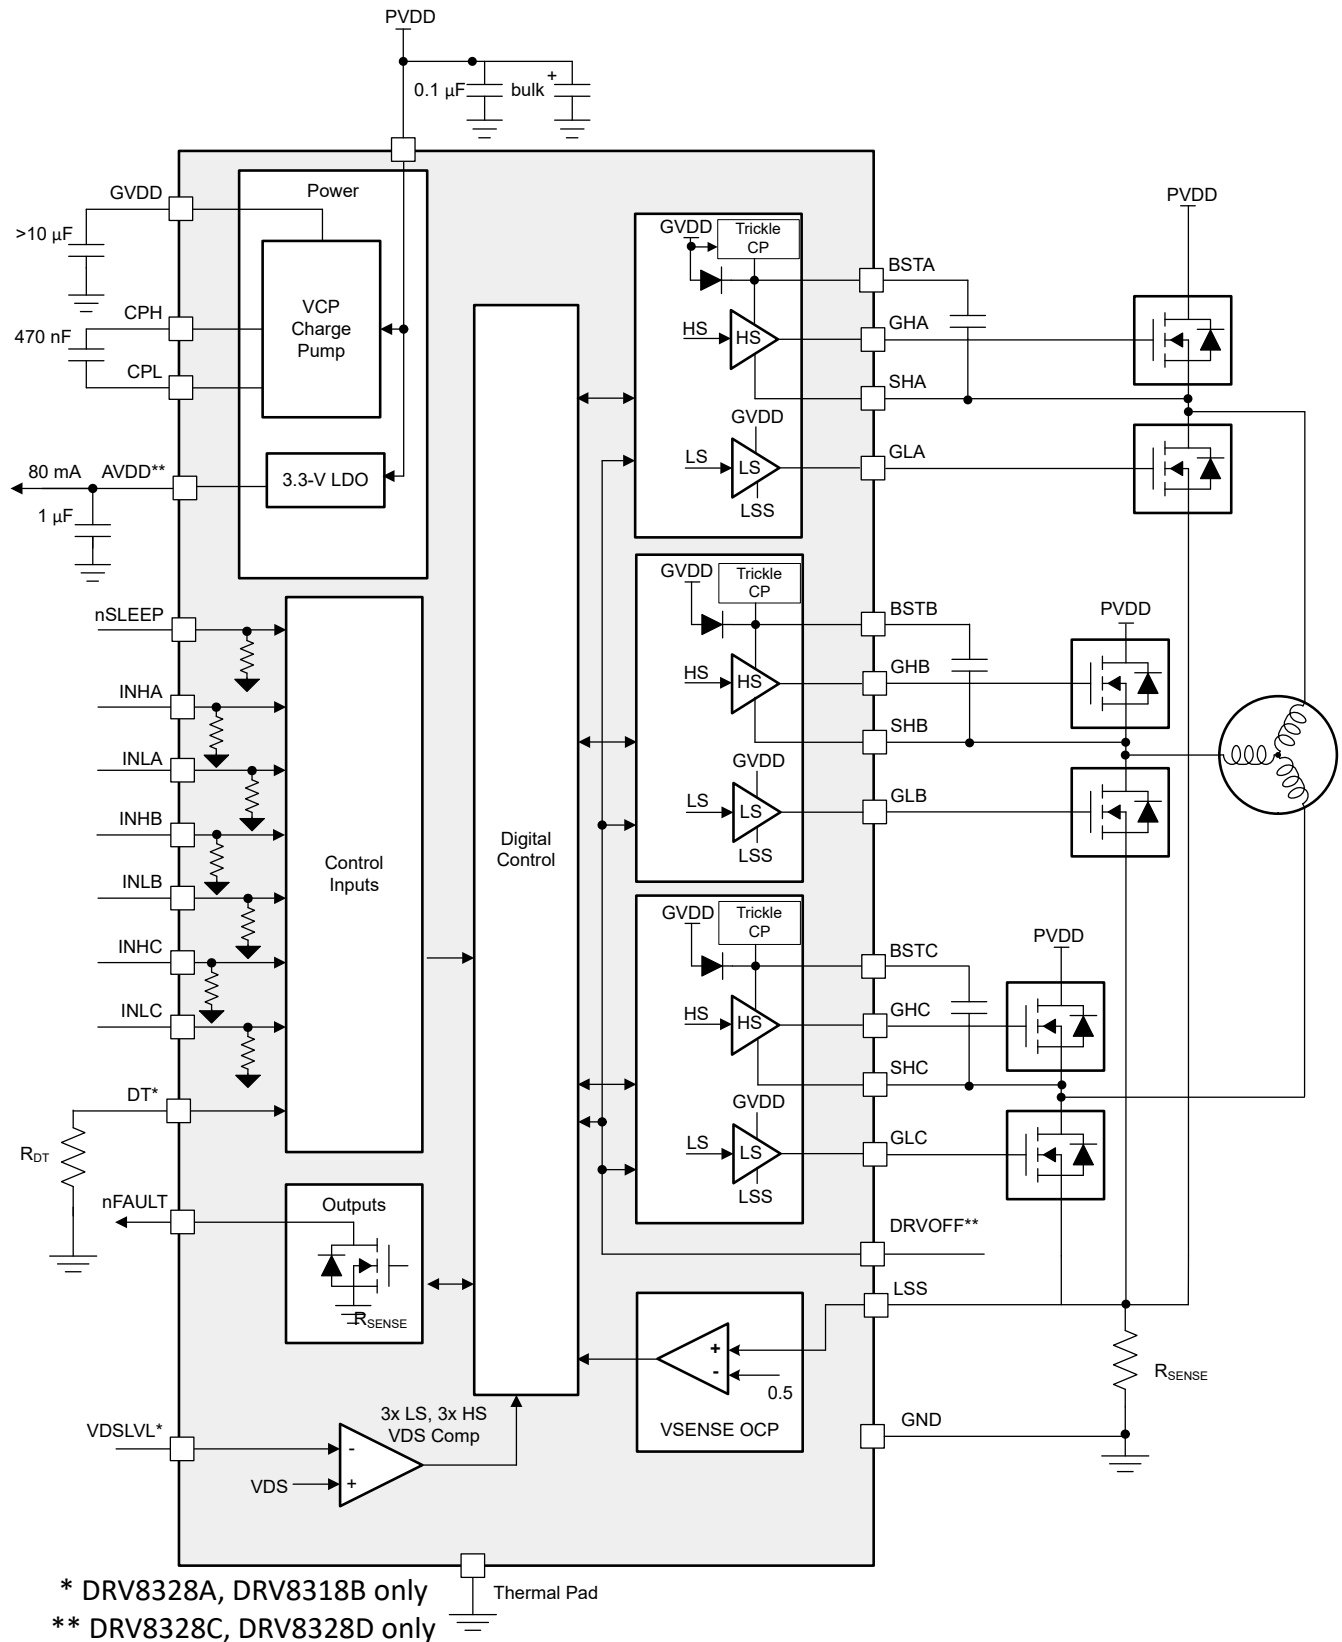 PVDD
0.1 µF
bulk
+
GVDD
>10 µF
CPH
470 nF
CPL
80 mA
AVDD**
1 µF
Power
VCP
Charge
Pump
3.3-V LDO
nSLEEP
INHA
INLA
INHB
INLB
INHC
INLC
DT*
RDT
nFAULT
VDSLVL*
Control
Inputs
Outputs
RSENSE
3x LS, 3x HS
VDS Comp
-
VDS
+
Digital
Control
GVDD
Trickle
CP
HS
HS
GVDD
LS
LS
LSS
GVDD
Trickle
CP
HS
HS
GVDD
LS
LS
LSS
GVDD
Trickle
CP
HS
HS
GVDD
LS
LS
LSS
+
-
0.5
VSENSE OCP
BSTA
GHA
SHA
GLA
BSTB
GHB
SHB
GLB
BSTC
GHC
SHC
GLC
DRVOFF**
LSS
GND
PVDD
PVDD
PVDD
RSENSE
Thermal Pad
* DRV8328A, DRV8318B only
** DRV8328C, DRV8328D only